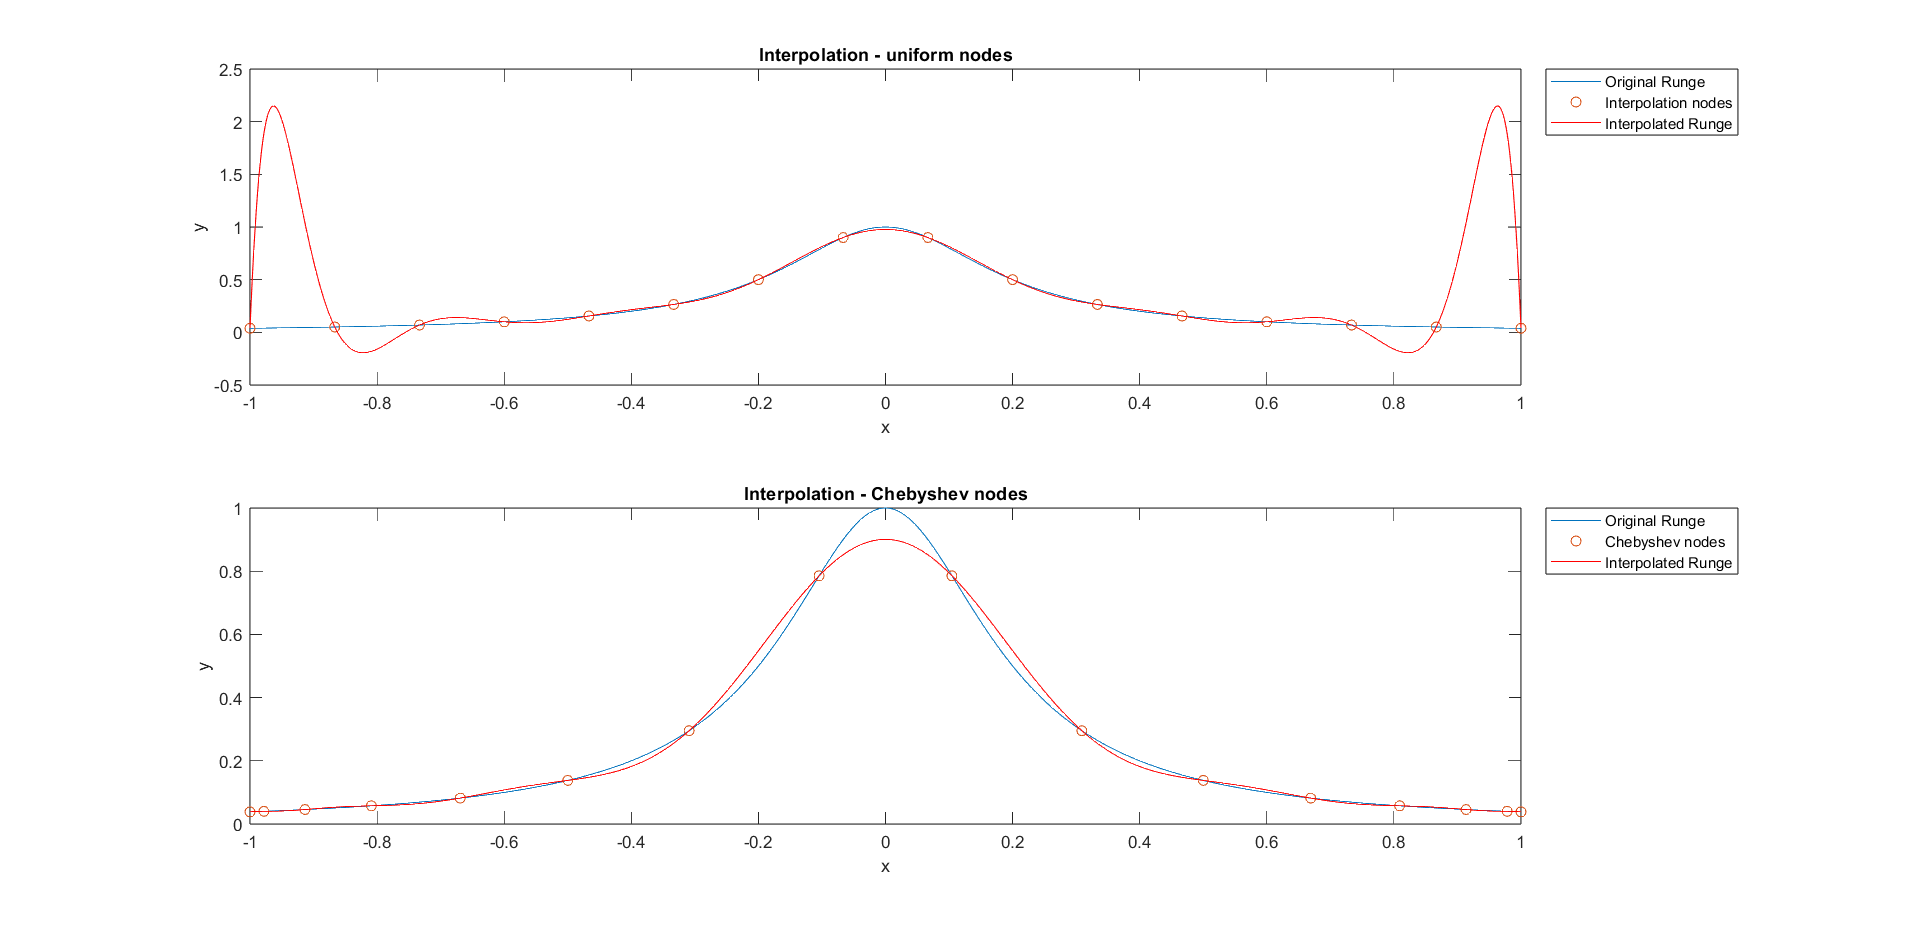 Interpolation - uniform nodes
2.5
2
1.5
1
0.5
0
-0.5
y
-1 -0.8 -0.6 -0.4 -0.2 0 0.2 0.4 0.6 0.8 1
x
Original Runge
Interpolation nodes
Interpolated Runge
Interpolation - Chebyshev nodes
1
0.8
0.6
0.4
0.2
0
y
-1 -0.8 -0.6 -0.4 -0.2 0 0.2 0.4 0.6 0.8 1
x
Original Runge
Chebyshev nodes
Interpolated Runge